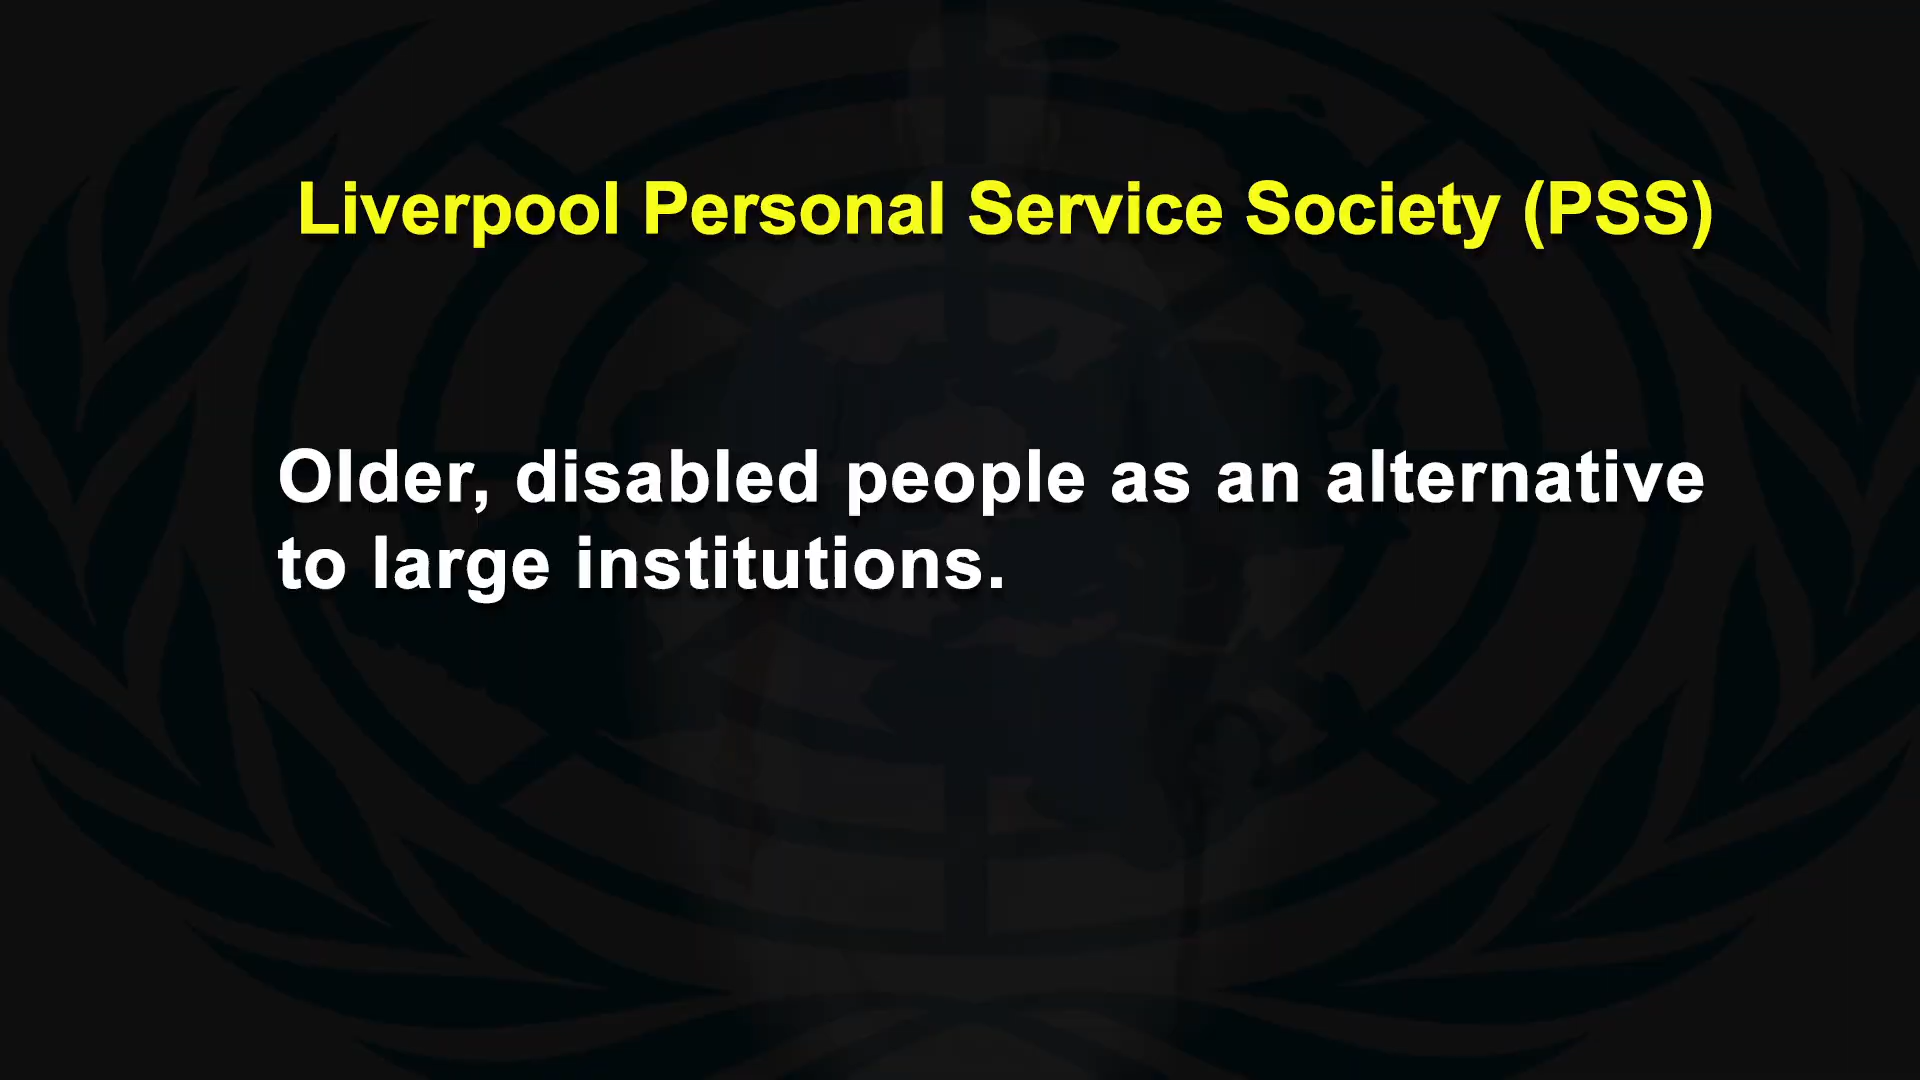 Liverpool Personal Service Society (PSS)
Older, disabled people as an alternative
to large institutions.